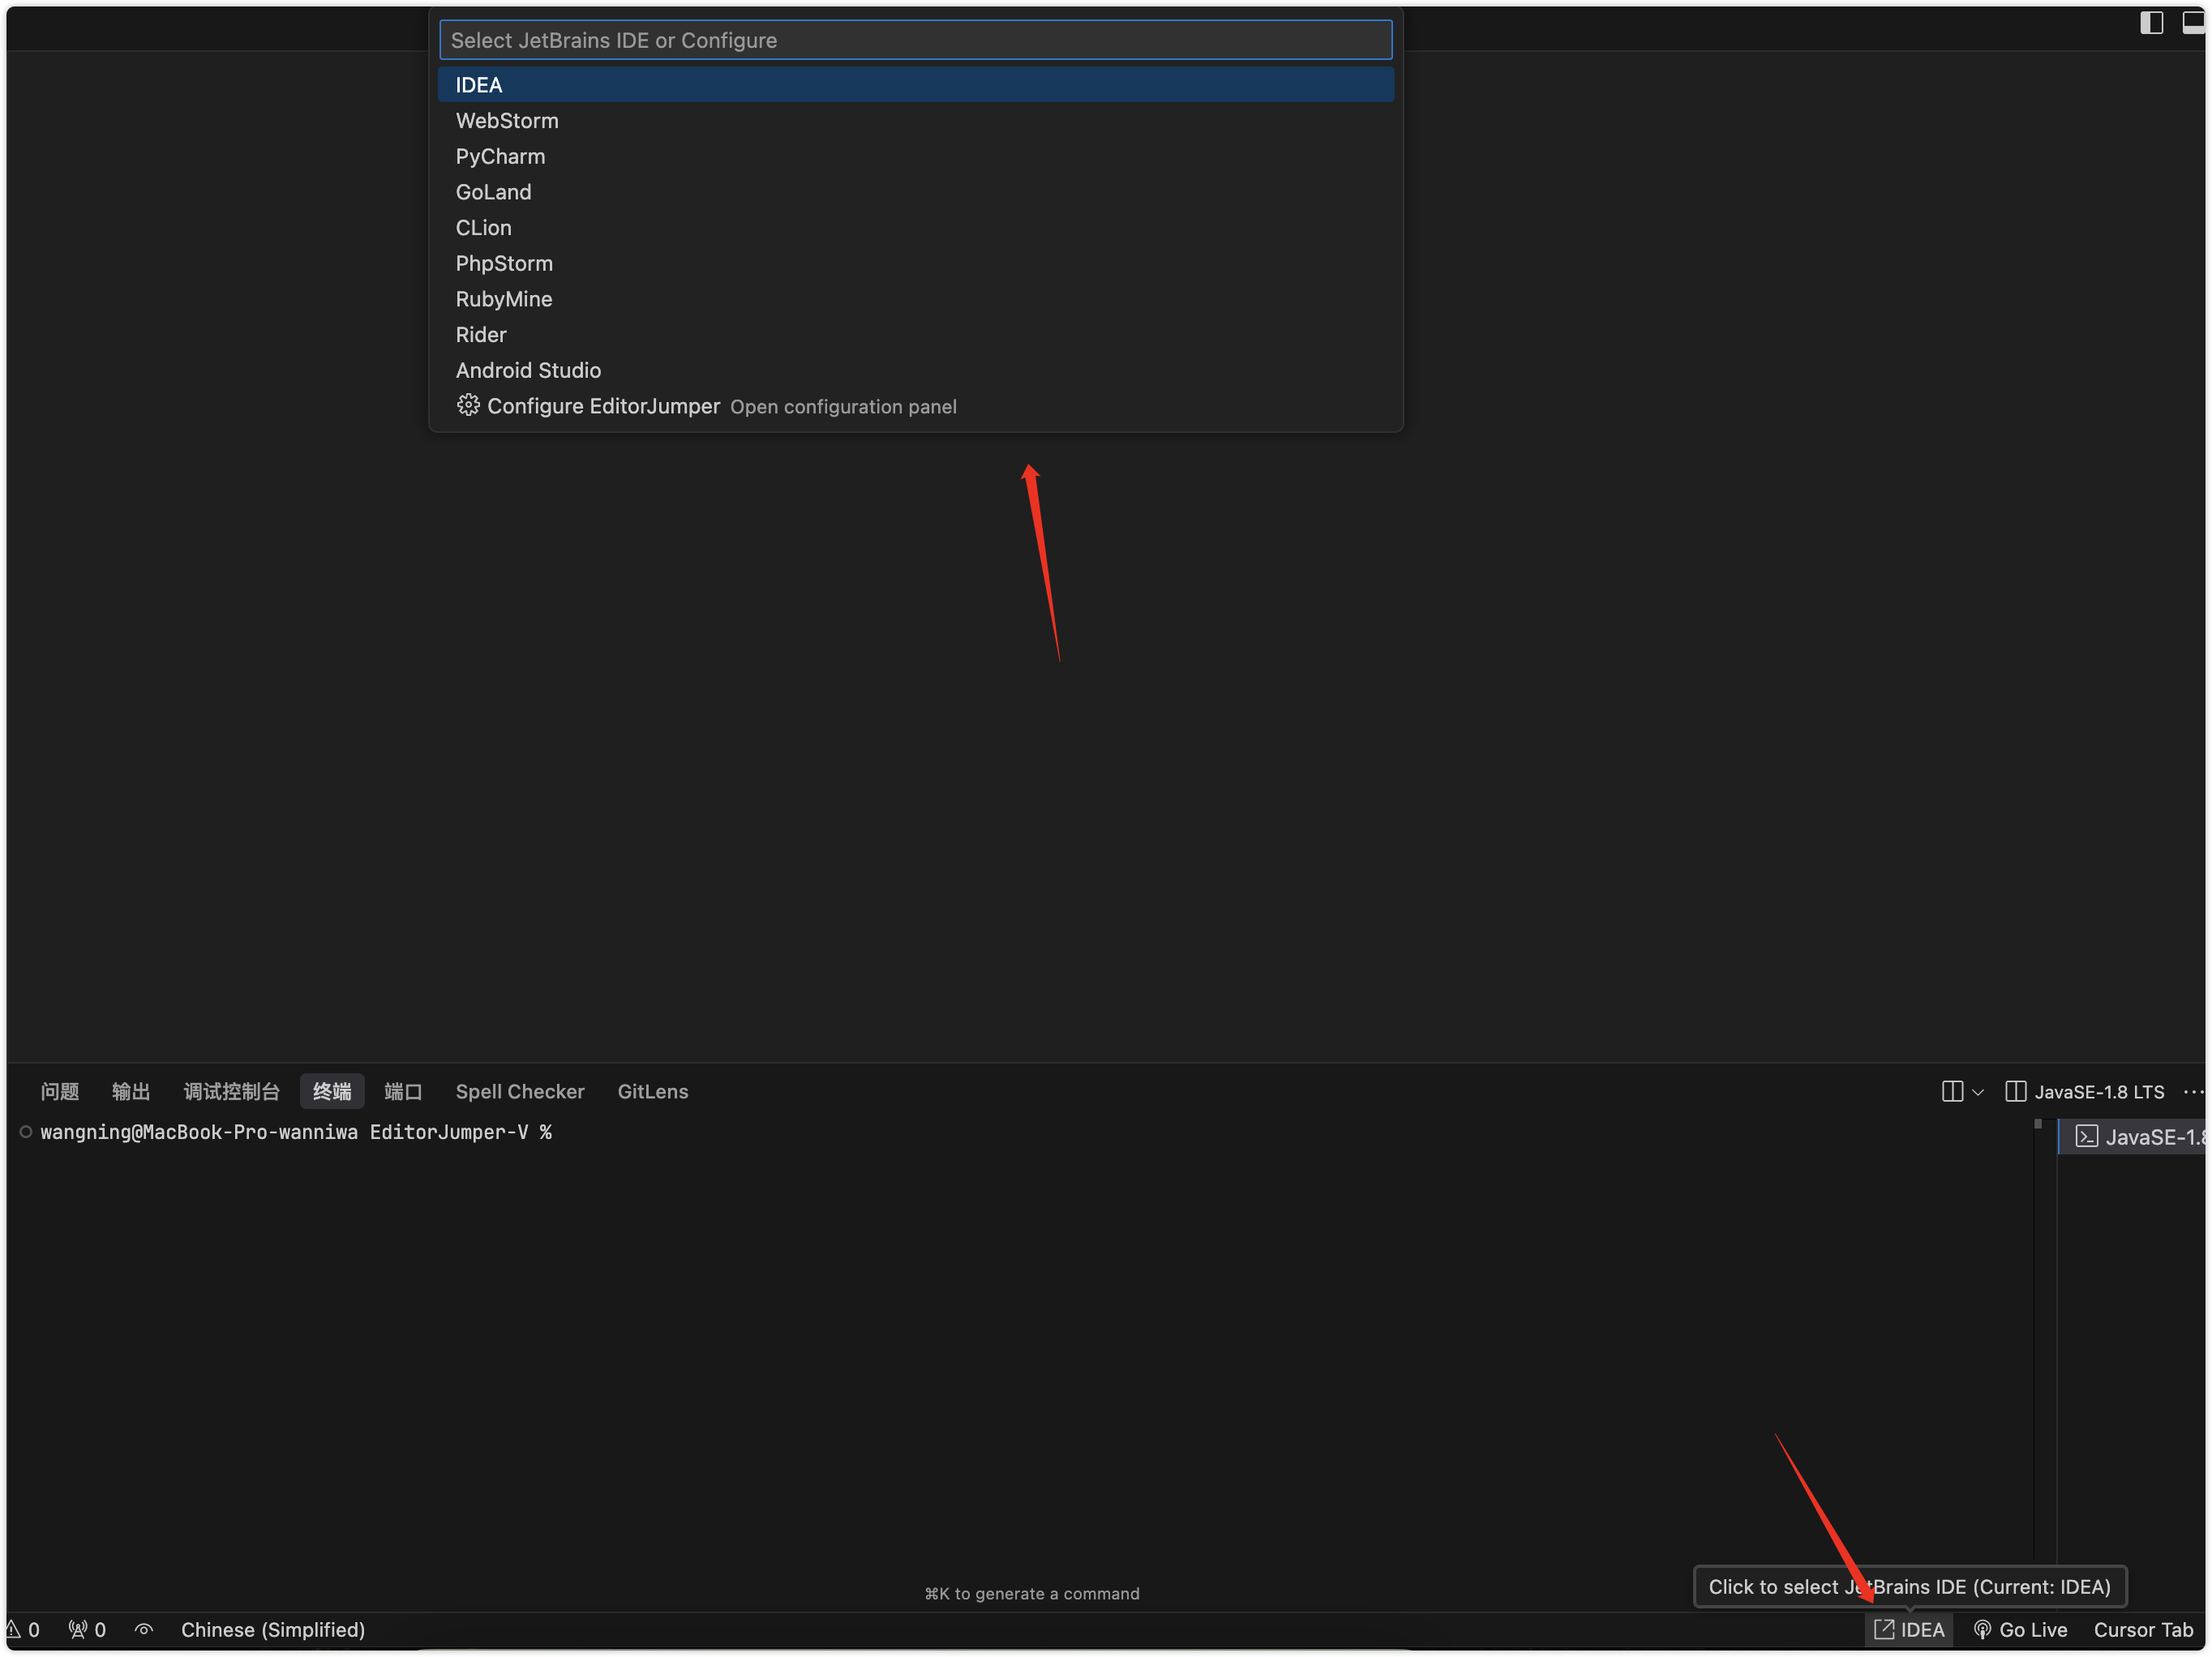 Select JetBrains IDE or Configure
IDEA
WebStorm
PyCharm
GoLand
CLion
PhpStorm
RubyMine
Rider
Android Studio
Configure EditorJumper Open configuration panel
问题 输出 调试控制台 终端 端口 Spell Checker GitLens JavaSE-1.8 LTS ...
wangning@MacBook-Pro-wanniwa EditorJumper-V %
JavaSE-1.8
⌘K to generate a command
Click to select JetBrains IDE (Current: IDEA)
0 0 Chinese (Simplified) IDEA Go Live Cursor Tab